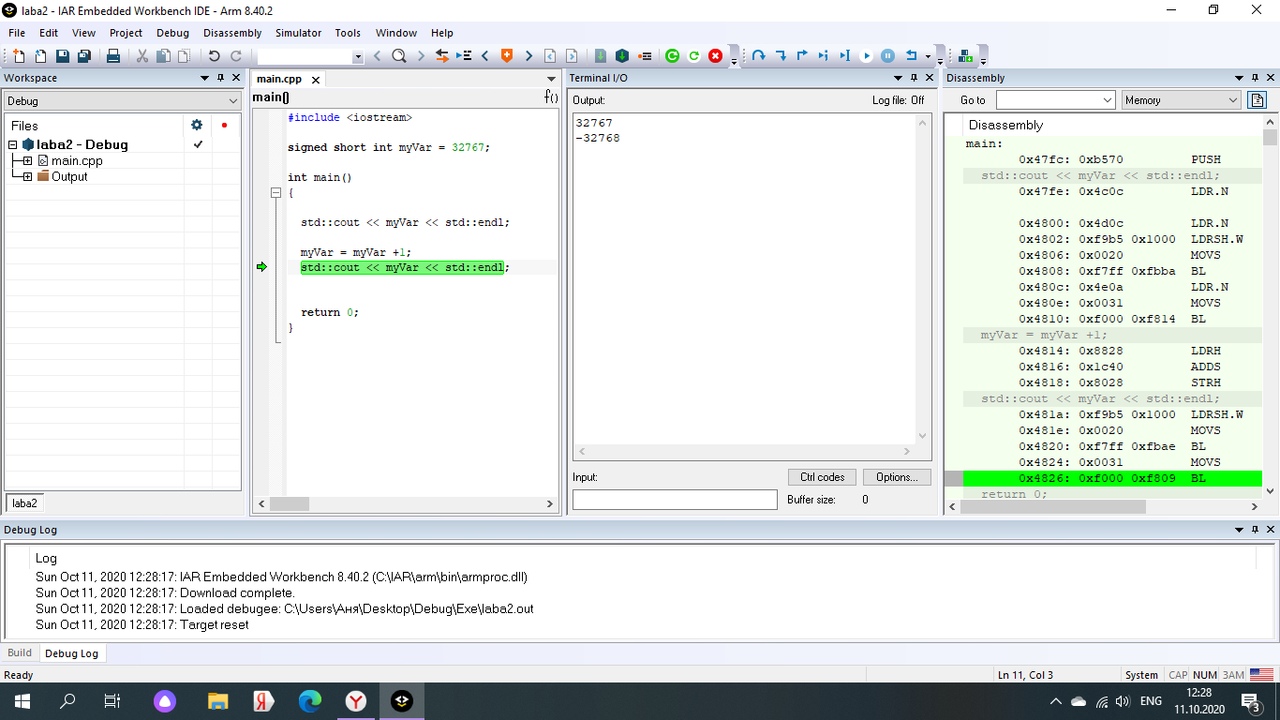 laba2 - IAR Embedded Workbench IDE - Arm 8.40.2
File Edit View Project Debug Disassembly Simulator Tools Window Help
Workspace
Debug
Files
laba2 - Debug
main.cpp
Output
laba2
main.cpp
main()
f()
#include <iostream>
signed short int myVar = 32767;
int main()
{
std::cout << myVar << std::endl;
myVar = myVar +1;
std::cout << myVar << std::endl;
return 0;
}
Terminal I/O
Output: Log file: Off
32767
-32768
Input: Ctrl codes Options...
Buffer size: 0
Disassembly
Go to Memory
Disassembly
main:
0x47fc: 0xb570 PUSH
std::cout << myVar << std::endl;
0x47fe: 0x4c0c LDR.N
0x4800: 0x4d0c LDR.N
0x4802: 0xf9b5 0x1000 LDRSH.W
0x4806: 0x0020 MOVS
0x4808: 0xf7ff 0xfbba BL
0x480c: 0x4e0a LDR.N
0x480e: 0x0031 MOVS
0x4810: 0xf000 0xf814 BL
myVar = myVar +1;
0x4814: 0x8828 LDRH
0x4816: 0x1c40 ADDS
0x4818: 0x8028 STRH
std::cout << myVar << std::endl;
0x481a: 0xf9b5 0x1000 LDRSH.W
0x481e: 0x0020 MOVS
0x4820: 0xf7ff 0xfbae BL
0x4824: 0x0031 MOVS
0x4826: 0xf000 0xf809 BL
return 0;
Debug Log
Log
Sun Oct 11, 2020 12:28:17: IAR Embedded Workbench 8.40.2 (C:\IAR\arm\bin\armproc.dll)
Sun Oct 11, 2020 12:28:17: Download complete.
Sun Oct 11, 2020 12:28:17: Loaded debugee: C:\Users\Аня\Desktop\Debug\Exe\laba2.out
Sun Oct 11, 2020 12:28:17: Target reset
Build Debug Log
Ready Ln 11, Col 3 System CAP NUM ЗАМ
ENG 12:28
11.10.2020 3